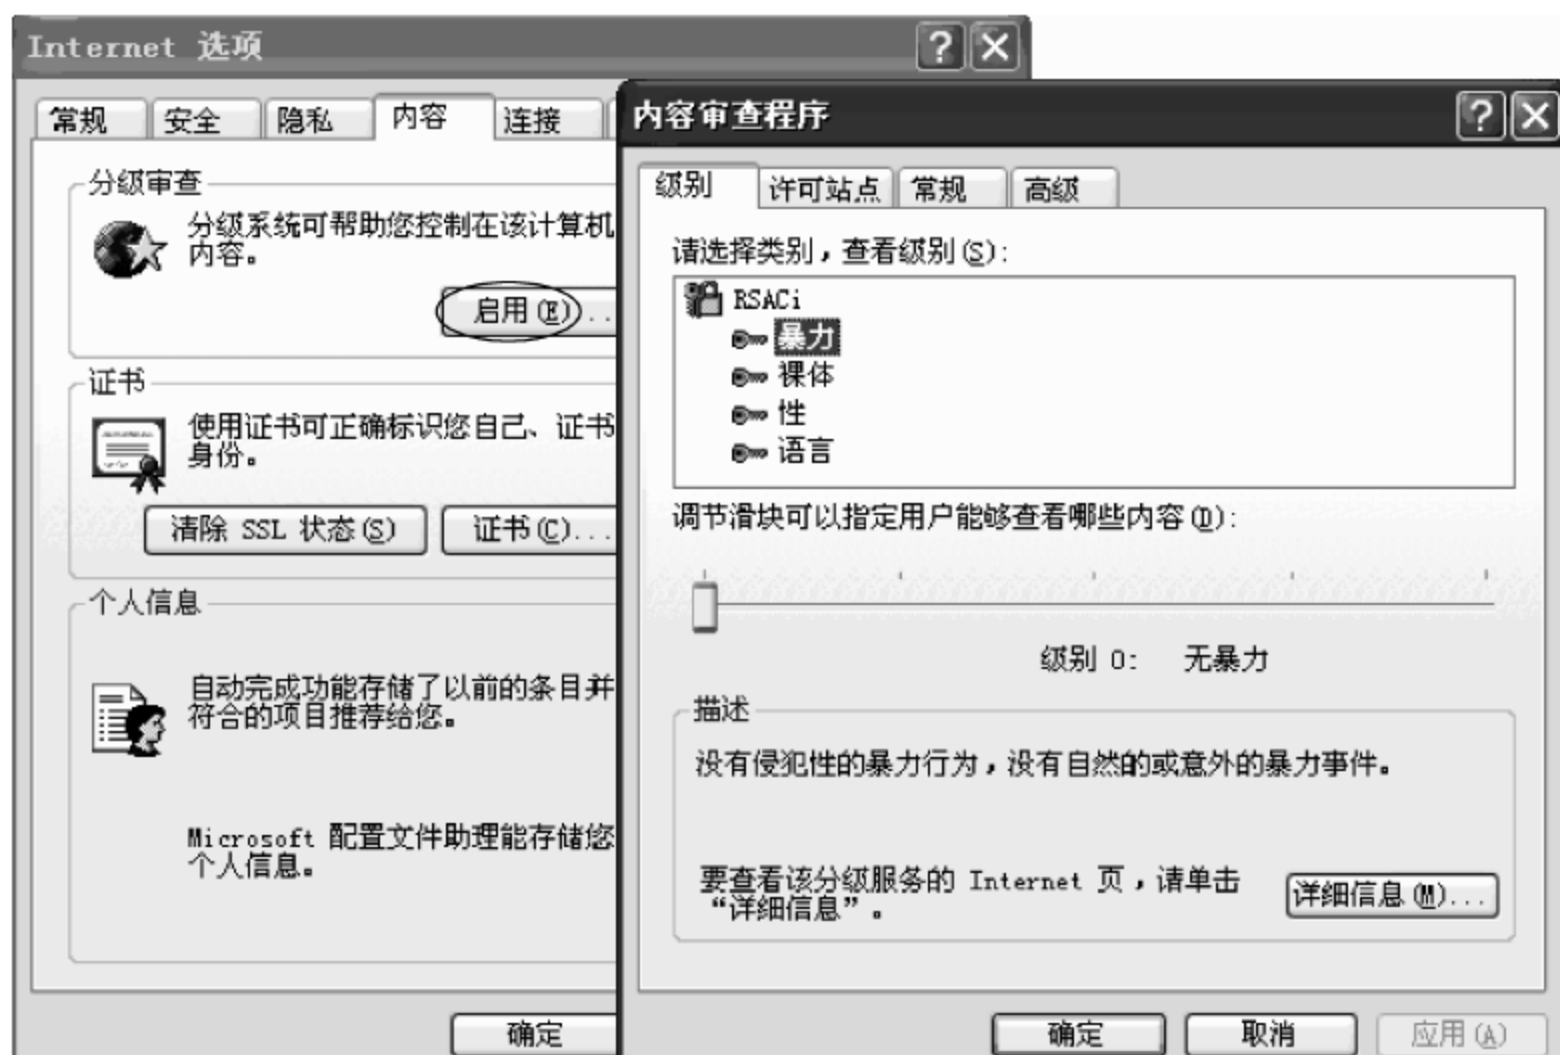 Internet 选项
常规
安全
隐私
内容
连接
分级审查
分级系统可帮助您控制在该计算机
内容。
启用(E)...
证书
使用证书可正确标识您自己、证书
身份。
清除 SSL 状态(S)
证书(C)...
个人信息
自动完成功能存储了以前的条目并
符合的项目推荐给您。
Microsoft 配置文件助理能存储您
个人信息。
确定
内容审查程序
级别
许可站点
常规
高级
请选择类别，查看级别(S):
RSACi
暴力
裸体
性
语言
调节滑块可以指定用户能够查看哪些内容(D):
级别 0: 无暴力
描述
没有侵犯性的暴力行为，没有自然的或意外的暴力事件。
要查看该分级服务的 Internet 页，请单击
“详细信息”。
详细信息(M)...
确定
取消
应用(A)